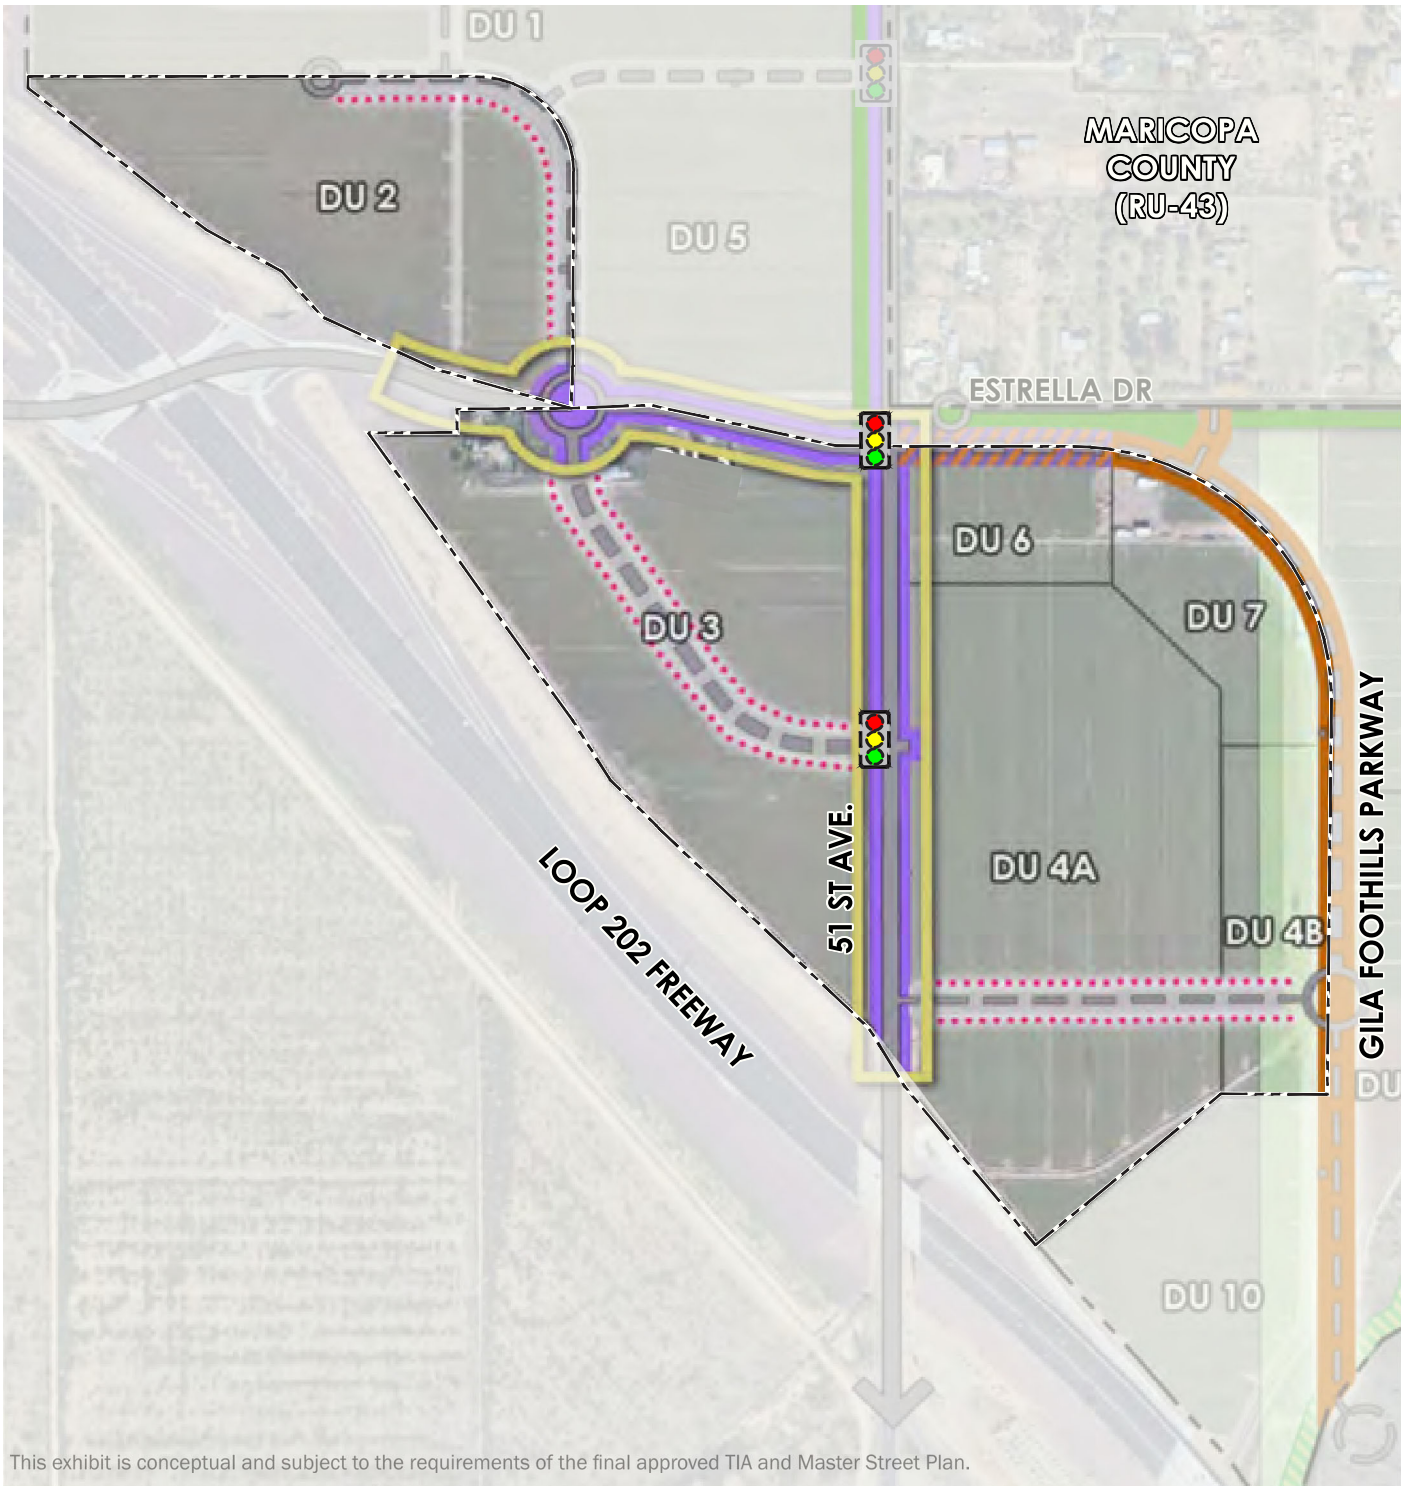 DU 1
MARICOPA
COUNTY
(RU-43)
DU 2
DU 5
ESTRELLA DR
DU 6
DU 7
DU 3
51 ST AVE.
DU 4A
DU 4B
GILA FOOTHILLS PARKWAY
LOOP 202 FREEWAY
DU
DU 10
This exhibit is conceptual and subject to the requirements of the final approved TIA and Master Street Plan.